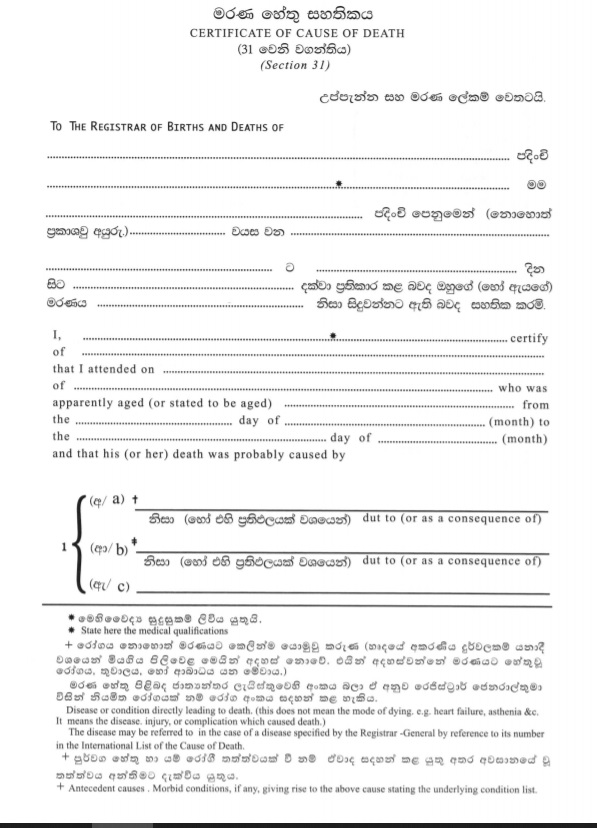 මරණ හේතු සහතිකය
CERTIFICATE OF CAUSE OF DEATH
(31 වෙනි වගන්තිය)
(Section 31)
උප්පැන්න සහ මරණ ලේකම් වෙතටයි.
To The Registrar of Births and Deaths of
........................................ පදිංචි
........................................ * ........................................ මම
........................................ පදිංචි පෙනුමෙන් (නොහොත්
ප්‍රකාශවූ අයුරු.)........................ වයස වන ........................................
........................................ ට ........................................ දින
සිට ........................................ දක්වා ප්‍රතිකාර කළ බවද ඔහුගේ (හෝ ඇයගේ)
මරණය ........................................ නිසා සිදුවන්නට ඇති බවද සහතික කරමි.
I, ........................................ * ........................................ certify
of ........................................
that I attended on ........................................
of ........................................ who was
apparently aged (or stated to be aged) ........................................ from
the ........................................ day of ........................................ (month) to
the ........................................ day of ........................................ (month)
and that his (or her) death was probably caused by
1
(අ/ a) †
නිසා (හෝ එහි ප්‍රතිඵලයක් වශයෙන්) dut to (or as a consequence of)
(ආ/ b) *
නිසා (හෝ එහි ප්‍රතිඵලයක් වශයෙන්) dut to (or as a consequence of)
(ඇ/ c)
* මෙහිවෛද්‍ය සුදුසුකම් ලිවිය යුතුයි.
* State here the medical qualifications
+ රෝගය නොහොත් මරණයට කෙලින්ම යොමුවූ කරුණ (හෘදයේ අකරණීය දුර්වලකම් යනාදී
වශයෙන් මියගිය පිලිවෙළ මෙයින් අදහස් නොවේ. එයින් අදහස්වන්නේ මරණයට හේතුවූ
රෝගය, තුවාලය, හෝ ආබාධය යන මේවාය.)
මරණ හේතු පිළිබද ජාත්‍යන්තර ලැයිස්තුවෙහි අංකය බලා ඒ අනුව රෙජිස්ට්‍රාර් ජෙනරාල්තුමා
විසින් නියමිත රෝගයක් නම් රෝග අංකය සදහන් කළ හැකිය.
Disease or condition directly leading to death. (this does not mean the mode of dying. e.g. heart failure, asthenia &c.
It means the disease. injury, or complication which caused death.)
The disease may be referred to in the case of a disease specified by the Registrar -General by reference to its number
in the International List of the Cause of Death.
+ පුර්වග හේතු හා යම් රෝගී තත්ත්වයක් වී නම් ඒවාද සදහන් කළ යුතු අතර අවසානයේ වූ
තත්ත්වය අන්තිමට දැක්විය යුතුය.
+ Antecedent causes . Morbid conditions, if any, giving rise to the above cause stating the underlying condition list.